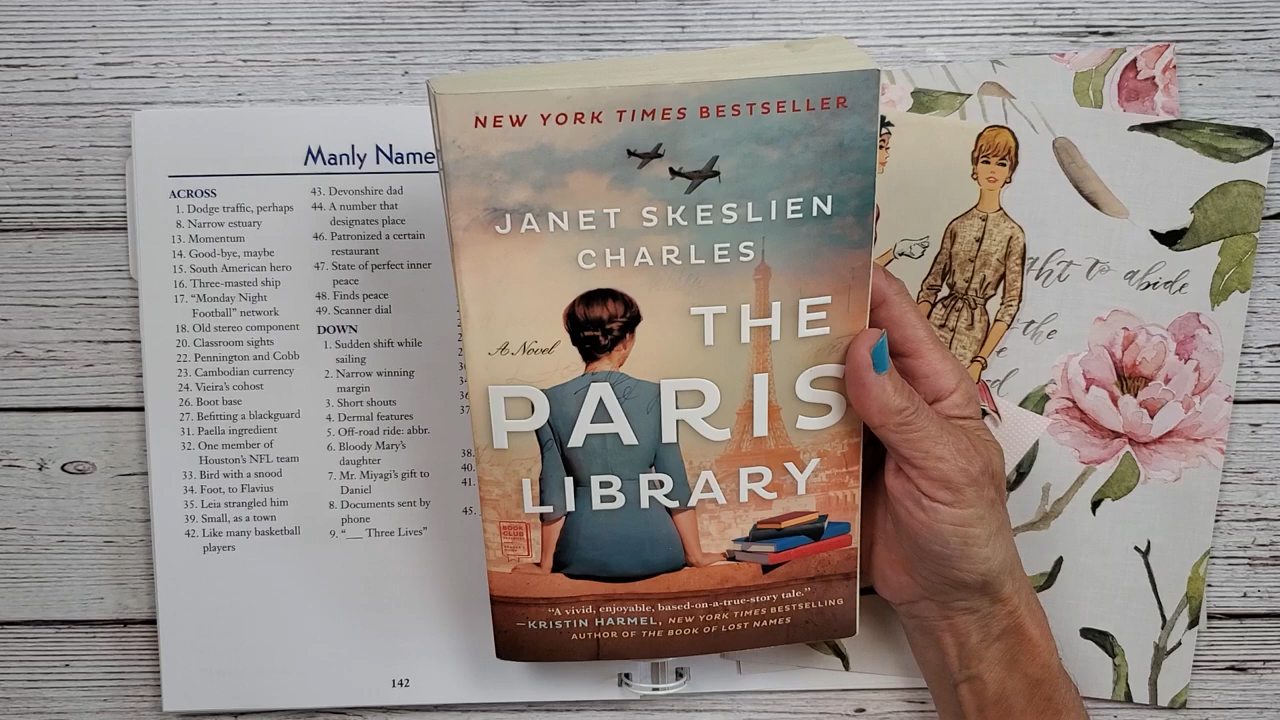 Manly Name
ACROSS
1. Dodge traffic, perhaps
8. Narrow estuary
13. Momentum
14. Good-bye, maybe
15. South American hero
16. Three-masted ship
17. “Monday Night
Football” network
18. Old stereo component
20. Classroom sights
22. Pennington and Cobb
23. Cambodian currency
24. Vieira’s cohost
26. Boot base
27. Befitting a blackguard
31. Paella ingredient
32. One member of
Houston’s NFL team
33. Bird with a snood
34. Foot, to Flavius
35. Leia strangled him
39. Small, as a town
42. Like many basketball
players
43. Devonshire dad
44. A number that
designates place
46. Patronized a certain
restaurant
47. State of perfect inner
peace
48. Finds peace
49. Scanner dial
DOWN
1. Sudden shift while
sailing
2. Narrow winning
margin
3. Short shouts
4. Dermal features
5. Off-road ride: abbr.
6. Bloody Mary’s
daughter
7. Mr. Miyagi’s gift to
Daniel
8. Documents sent by
phone
9. “___ Three Lives”
37
38.
40.
41.
45.
142
NEW YORK TIMES BESTSELLER
JANET SKESLIEN
CHARLES
THE
A Novel
PARIS
LIBRARY
BOOK
CLUB
“A vivid, enjoyable, based-on-a-true-story tale.”
—KRISTIN HARMEL, NEW YORK TIMES BESTSELLING
AUTHOR OF THE BOOK OF LOST NAMES
ght to abide
the